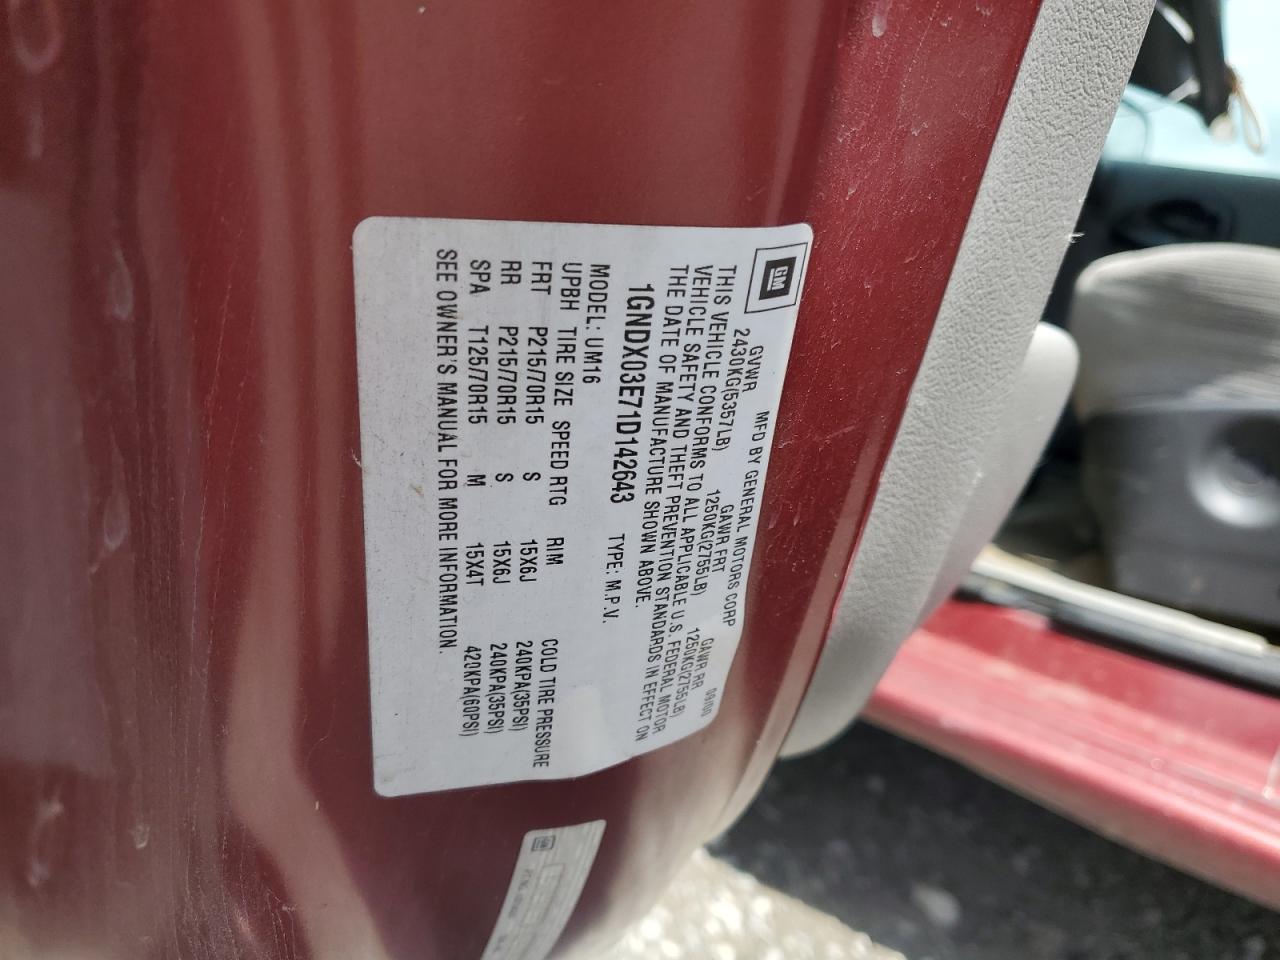 GM
MFD BY GENERAL MOTORS CORP 09/00
GVWR GAWR FRT GAWR RR
2430KG(5357LB) 1250KG(2755LB) 1250KG(2755LB)
THIS VEHICLE CONFORMS TO ALL APPLICABLE U.S. FEDERAL MOTOR
VEHICLE SAFETY AND THEFT PREVENTION STANDARDS IN EFFECT ON
THE DATE OF MANUFACTURE SHOWN ABOVE.
1GNDX03E71D142643 TYPE: M.P.V.
MODEL: UM16
UPBH TIRE SIZE SPEED RTG RIM COLD TIRE PRESSURE
FRT P215/70R15 S 15X6J 240KPA(35PSI)
RR P215/70R15 S 15X6J 240KPA(35PSI)
SPA T125/70R15 M 15X4T 420KPA(60PSI)
SEE OWNER'S MANUAL FOR MORE INFORMATION.
GM